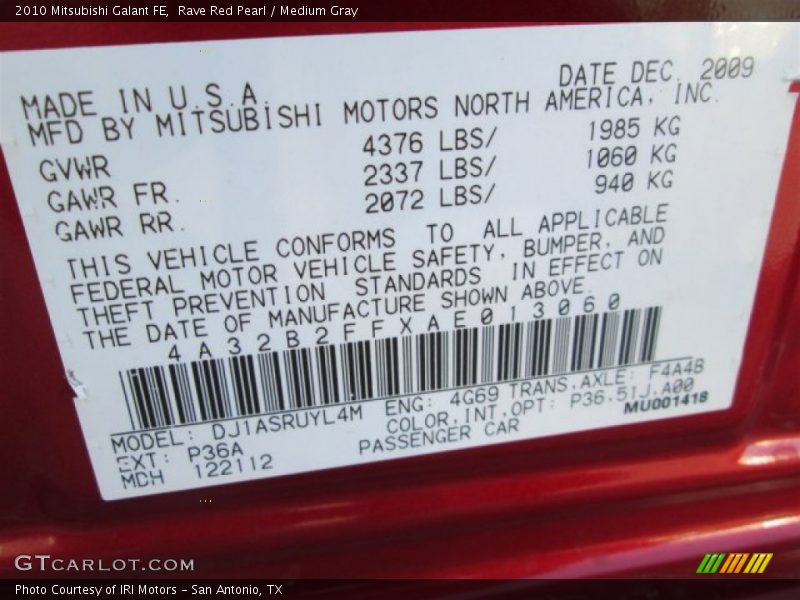 2010 Mitsubishi Galant FE,  Rave Red Pearl / Medium Gray
MADE IN U.S.A. DATE DEC. 2009
MFD BY MITSUBISHI MOTORS NORTH AMERICA, INC.
GVWR 4376 LBS/ 1985 KG
GAWR FR. 2337 LBS/ 1060 KG
GAWR RR. 2072 LBS/ 940 KG
THIS VEHICLE CONFORMS TO ALL APPLICABLE
FEDERAL MOTOR VEHICLE SAFETY, BUMPER, AND
THEFT PREVENTION STANDARDS IN EFFECT ON
THE DATE OF MANUFACTURE SHOWN ABOVE.
4A32B2FFXAE013060
MODEL: DJ1ASRUYL4M ENG: 4G69 TRANS,AXLE: F4A4B
EXT: P36A COLOR,INT,OPT: P36.51J.A00
MDH 122112 PASSENGER CAR MU001418
GTCARLOT.COM
Photo Courtesy of IRI Motors – San Antonio, TX